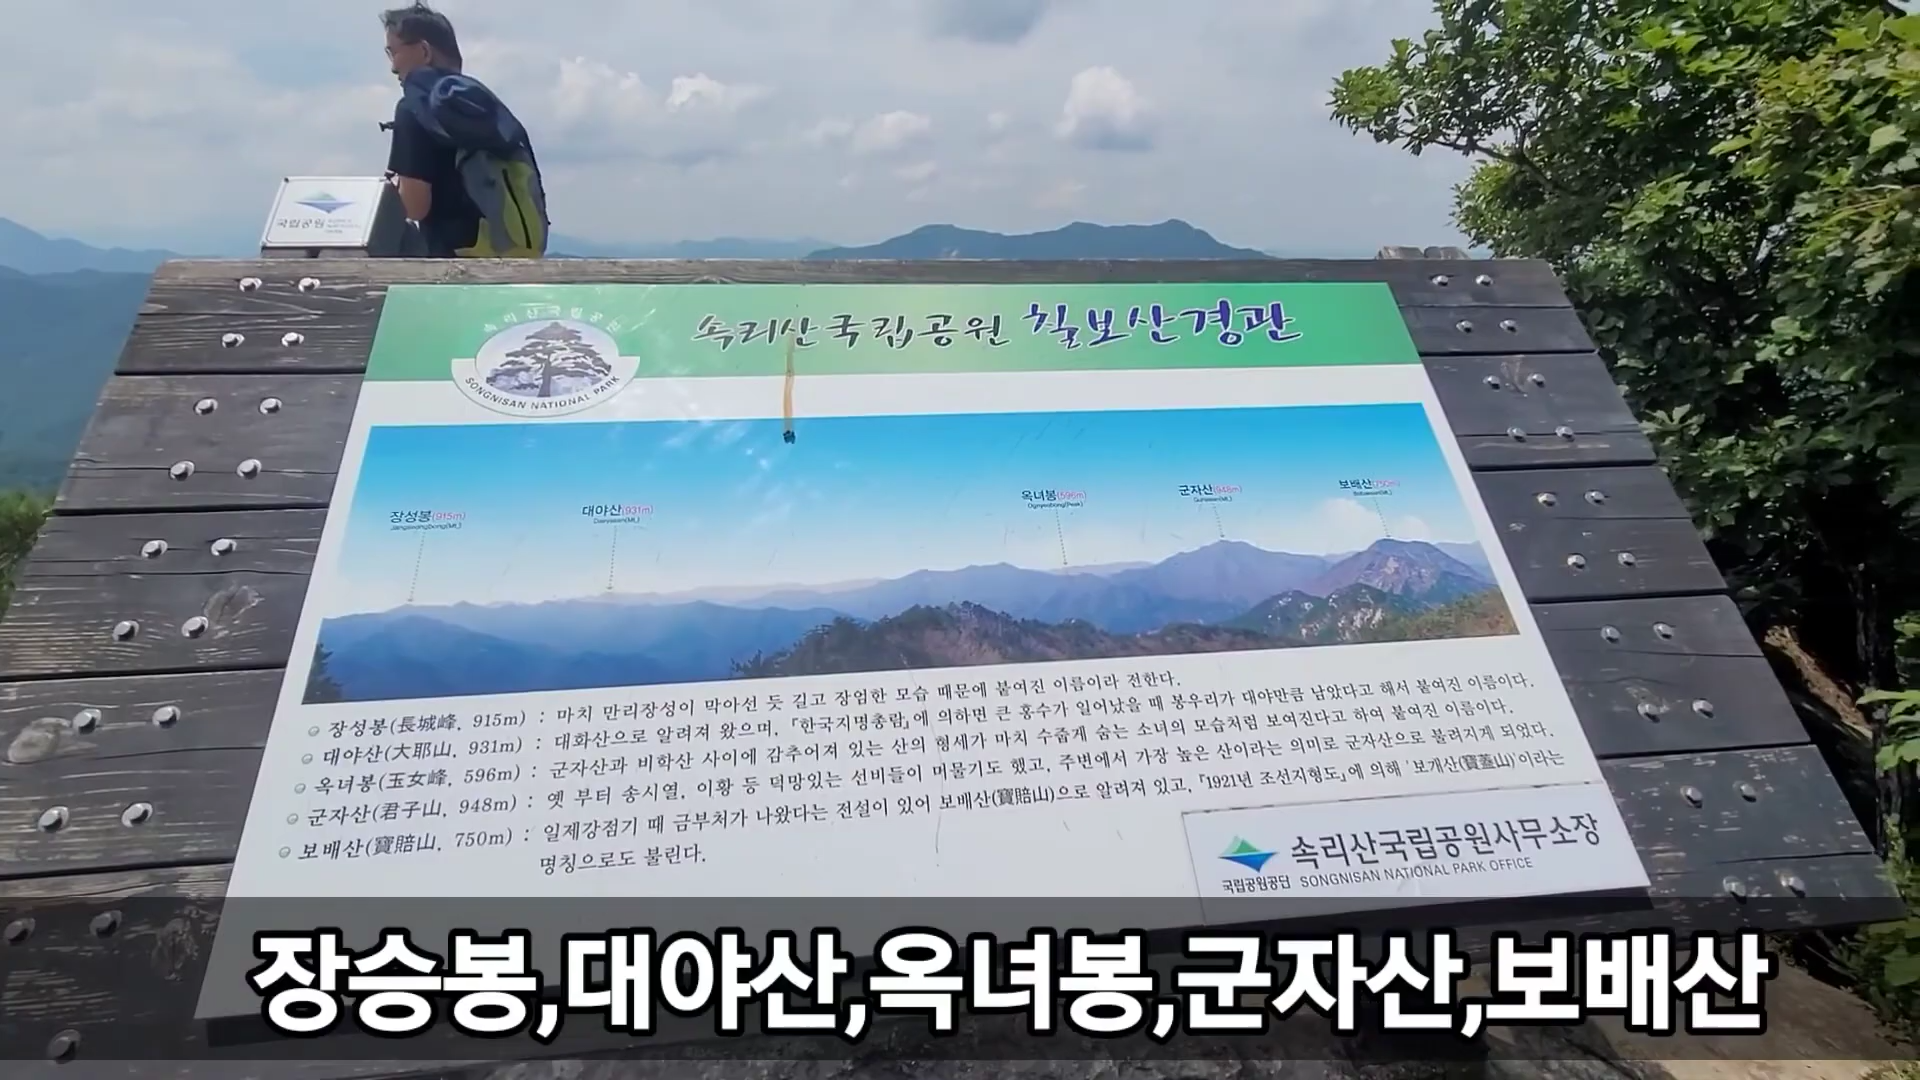 국립공원
속리산국립공원
SONGNISAN NATIONAL PARK
속리산국립공원 칠보산경관
장성봉(915m)
Jangseongbong(Mt.)
대야산(931m)
Daeyasan(Mt.)
옥녀봉(596m)
Ognyeobong(Peak)
군자산(948m)
Gunjasan(Mt.)
보배산(750m)
Bobaesan(Mt.)
장성봉(長城峰, 915m) : 마치 만리장성이 막아선 듯 길고 장엄한 모습 때문에 붙여진 이름이라 전한다.
대야산(大耶山, 931m) : 대화산으로 알려져 왔으며, 『한국지명총람』에 의하면 큰 홍수가 일어났을 때 봉우리가 대야만큼 남았다고 해서 붙여진 이름이다.
옥녀봉(玉女峰, 596m) : 군자산과 비학산 사이에 감추어져 있는 산의 형세가 마치 수줍게 숨는 소녀의 모습처럼 보여진다고 하여 붙여진 이름이다.
군자산(君子山, 948m) : 옛 부터 송시열, 이황 등 덕망있는 선비들이 머물기도 했고, 주변에서 가장 높은 산이라는 의미로 군자산으로 불려지게 되었다.
보배산(寶賠山, 750m) : 일제강점기 때 금부처가 나왔다는 전설이 있어 보배산(寶賠山)으로 알려져 있고, 『1921년 조선지형도』에 의해 '보개산(寶蓋山)'이라는
명칭으로도 불린다.
국립공원공단
속리산국립공원사무소장
SONGNISAN NATIONAL PARK OFFICE
장승봉,대야산,옥녀봉,군자산,보배산